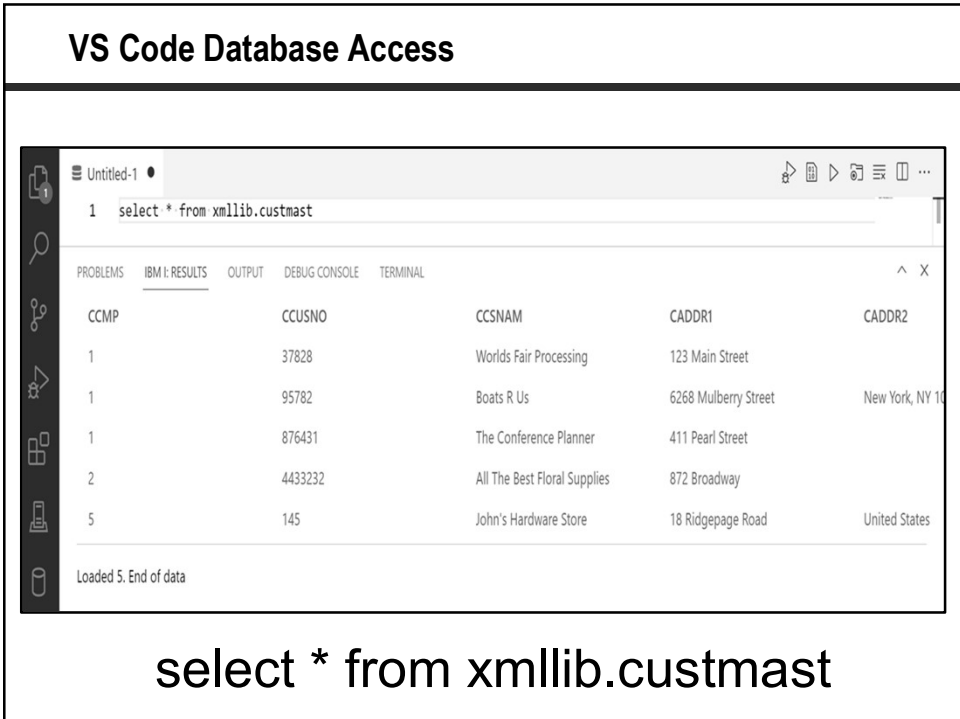 VS Code Database Access
1
Untitled-1 ●
1 select * from xmllib.custmast
PROBLEMS IBM I: RESULTS OUTPUT DEBUG CONSOLE TERMINAL
CCMP CCUSNO CCSNAM CADDR1 CADDR2
1 37828 Worlds Fair Processing 123 Main Street
1 95782 Boats R Us 6268 Mulberry Street New York, NY 10
1 876431 The Conference Planner 411 Pearl Street
2 4433232 All The Best Floral Supplies 872 Broadway
5 145 John's Hardware Store 18 Ridgepage Road United States
Loaded 5. End of data
select * from xmllib.custmast